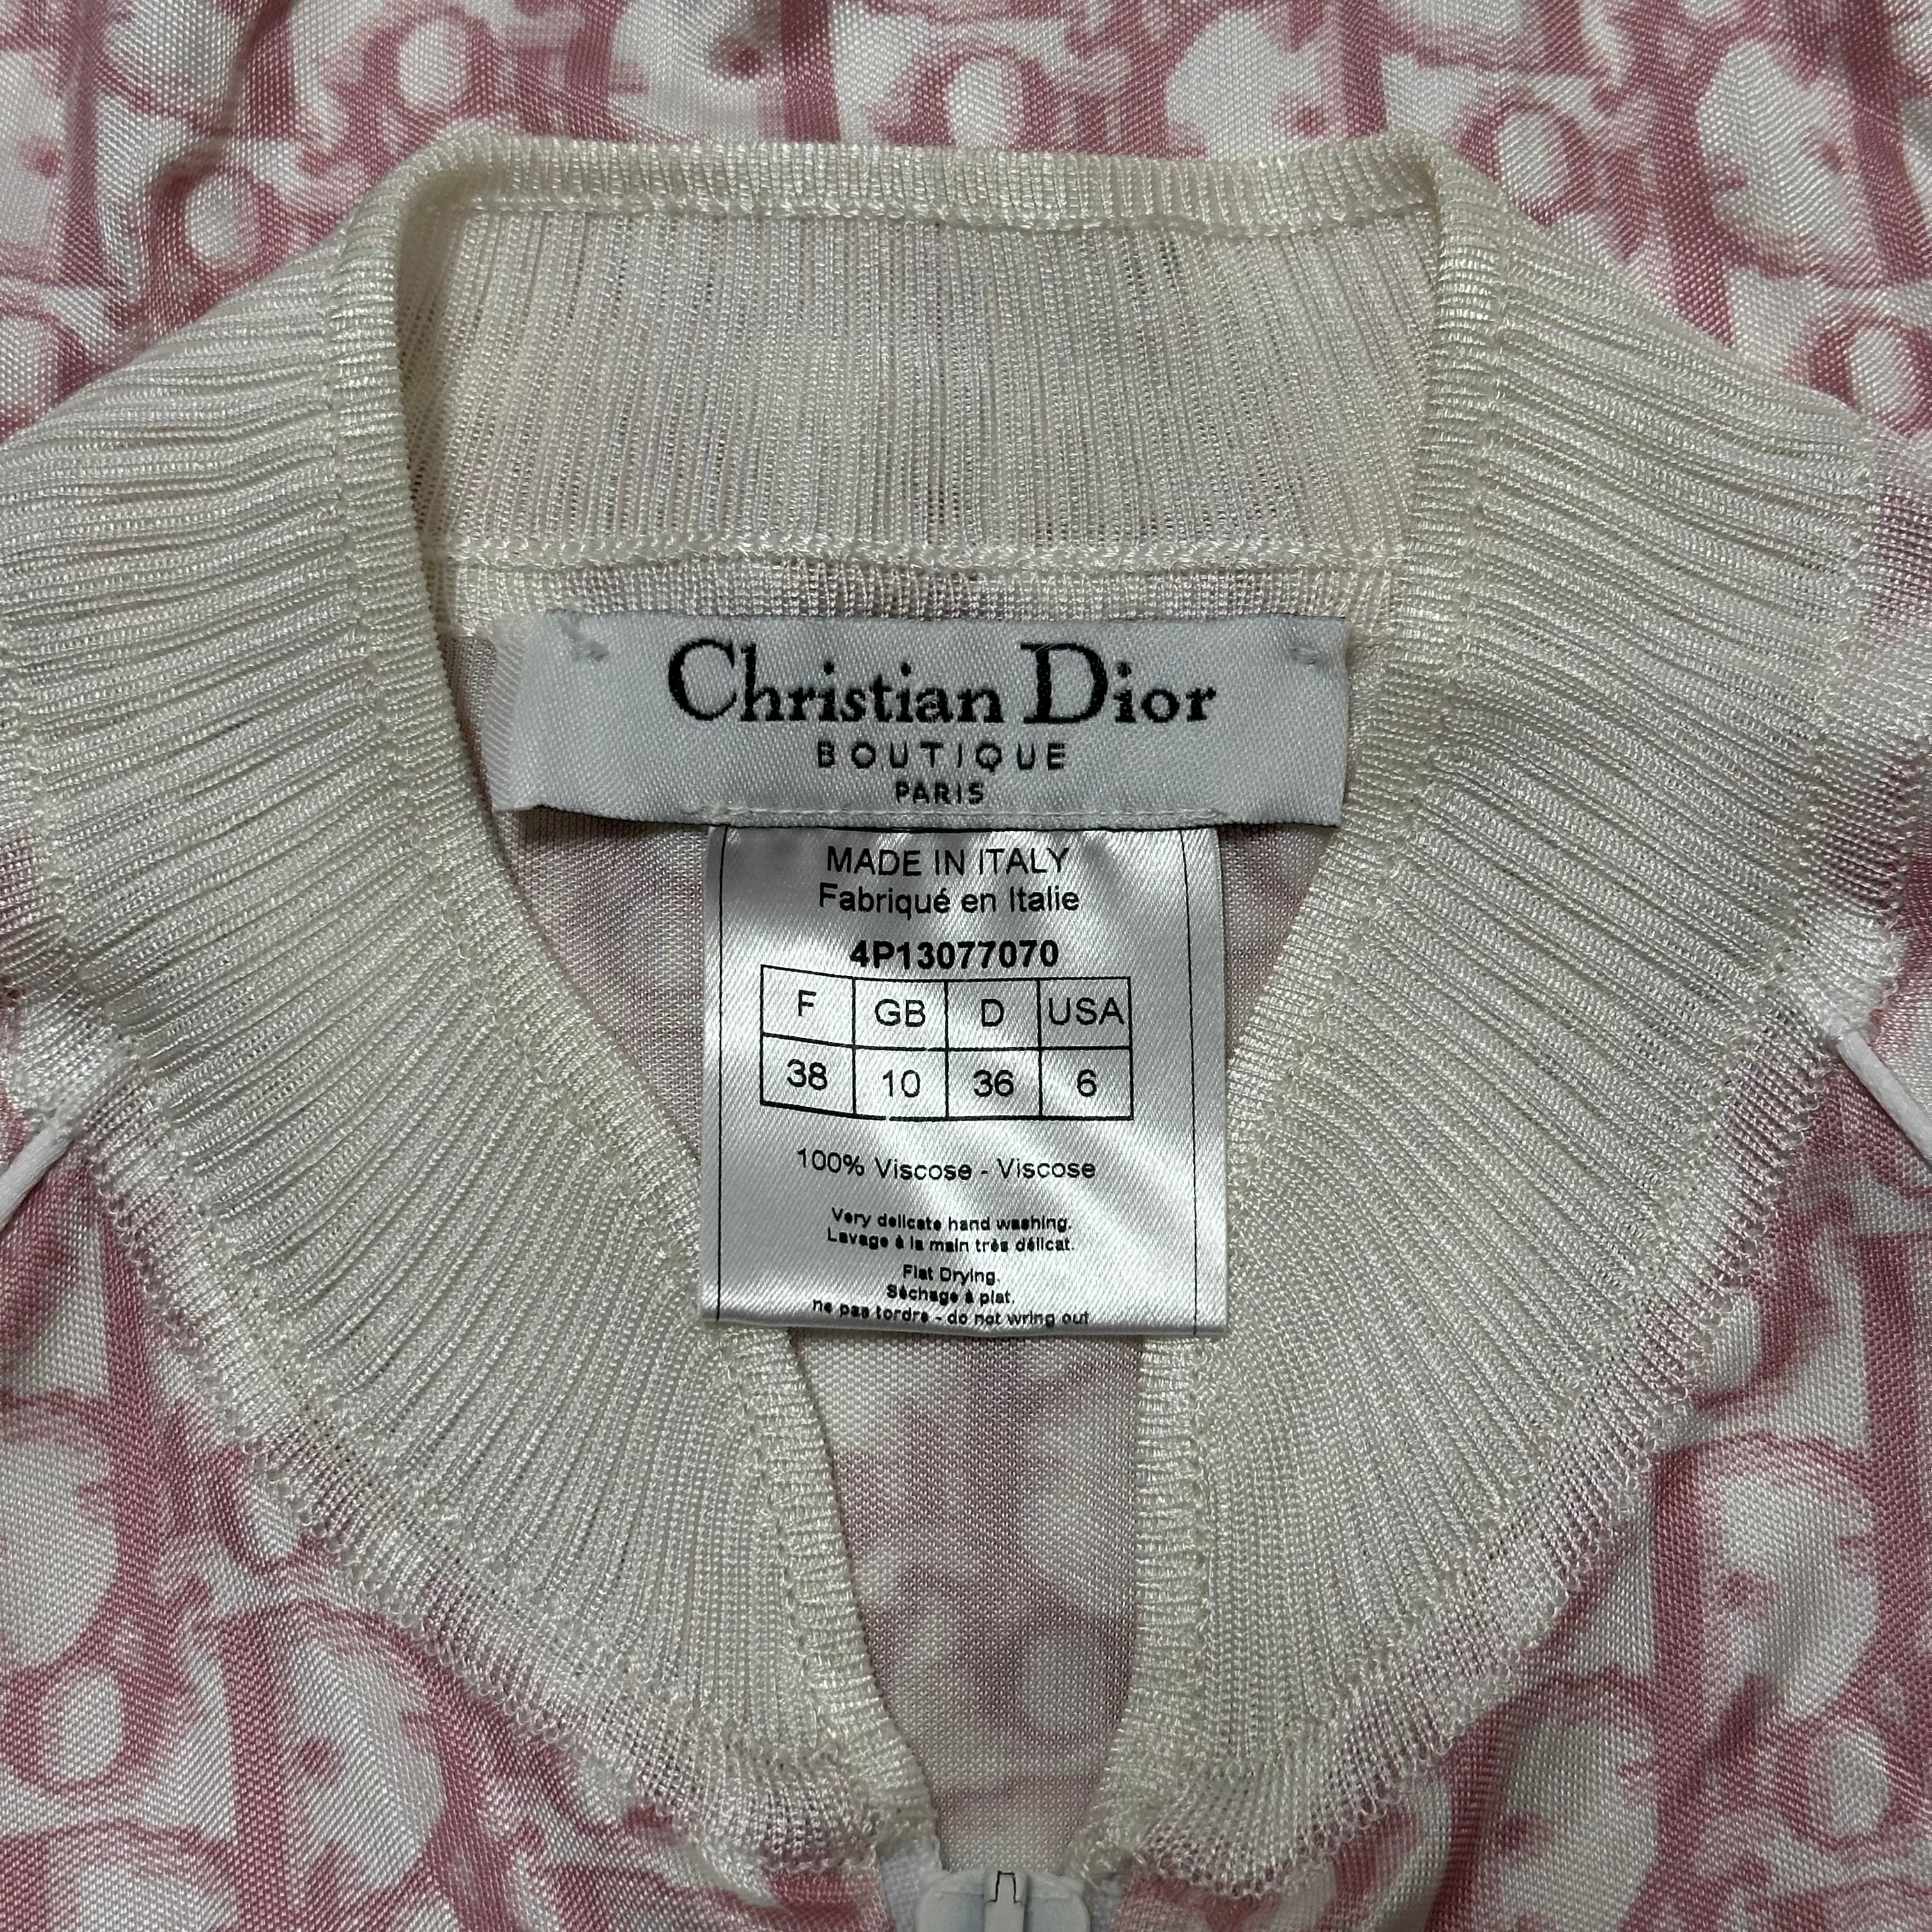 Christian Dior
BOUTIQUE
PARIS
MADE IN ITALY
Fabriqué en Italie
4P13077070
F GB D USA
38 10 36 6
100% Viscose - Viscose
Very delicate hand washing.
Lavage à la main très délicat.
Flat Drying.
Séchage à plat.
ne pas tordre - do not wring out